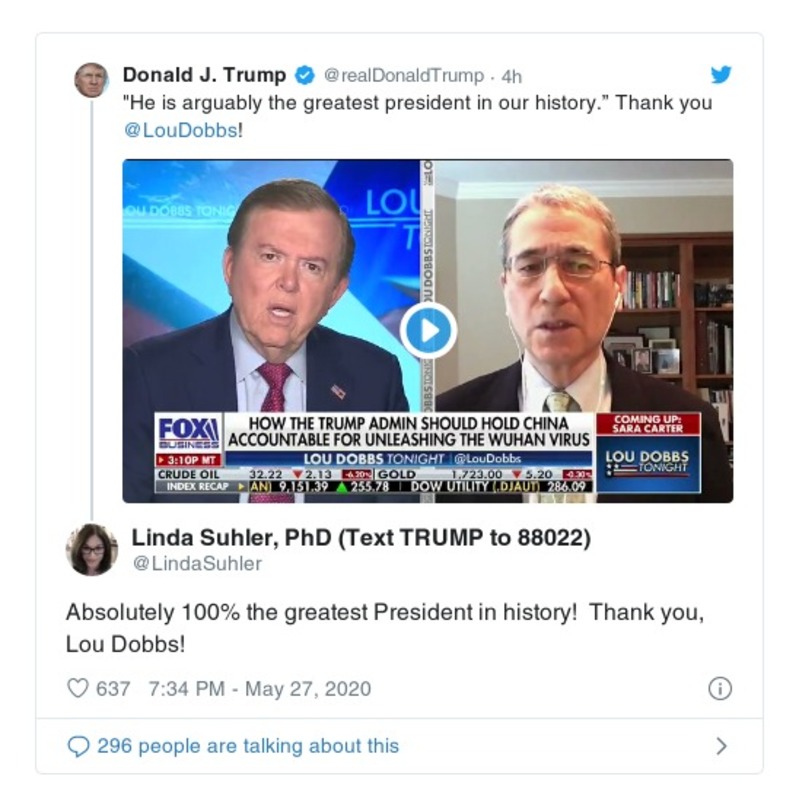 Donald J. Trump @realDonaldTrump · 4h
"He is arguably the greatest president in our history.” Thank you
@LouDobbs!
OU DOBBS TONIG
LOU
T
LOU DOBBS TONIGHT
FOX
BUSINESS
HOW THE TRUMP ADMIN SHOULD HOLD CHINA
ACCOUNTABLE FOR UNLEASHING THE WUHAN VIRUS
COMING UP:
SARA CARTER
3:10P MT
LOU DOBBS TONIGHT | @LouDobbs
LOU DOBBS
TONIGHT
CRUDE OIL 32.22 ▼2.13 -6.20% GOLD 1,723.00 ▼5.20 -0.30%
INDEX RECAP ▶ AN) 9,151.39 ▲255.78 DOW UTILITY (.DJAUT) 286.09
Linda Suhler, PhD (Text TRUMP to 88022)
@LindaSuhler
Absolutely 100% the greatest President in history! Thank you,
Lou Dobbs!
637 7:34 PM - May 27, 2020
296 people are talking about this